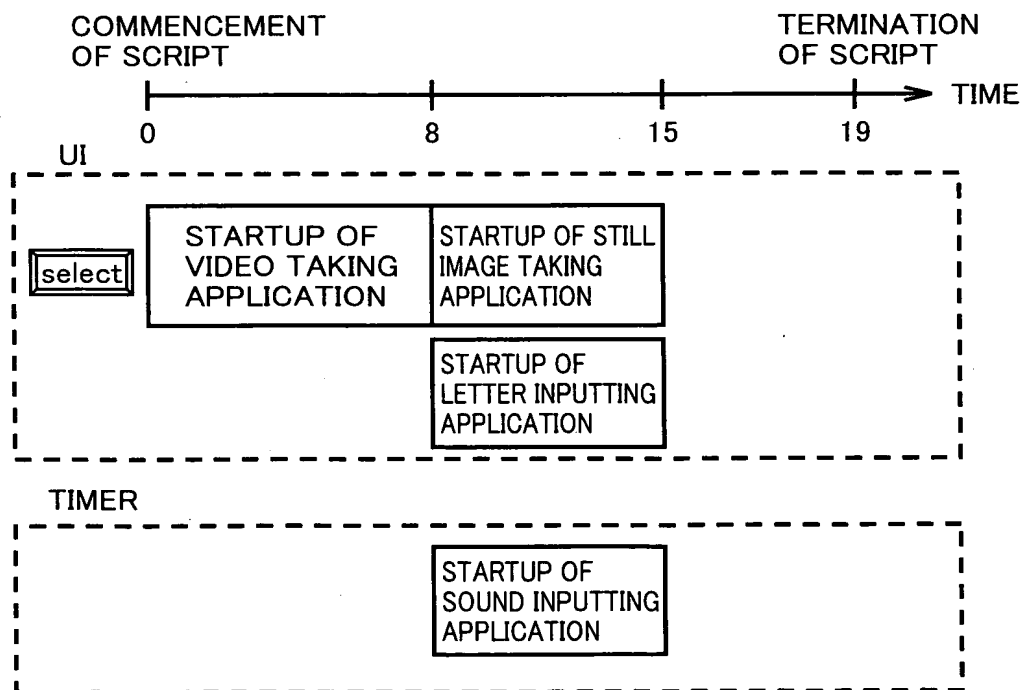 COMMENCEMENT
OF SCRIPT
TERMINATION
OF SCRIPT
TIME
0
8
15
19
UI
select
STARTUP OF
VIDEO TAKING
APPLICATION
STARTUP OF STILL
IMAGE TAKING
APPLICATION
STARTUP OF
LETTER INPUTTING
APPLICATION
TIMER
STARTUP OF
SOUND INPUTTING
APPLICATION